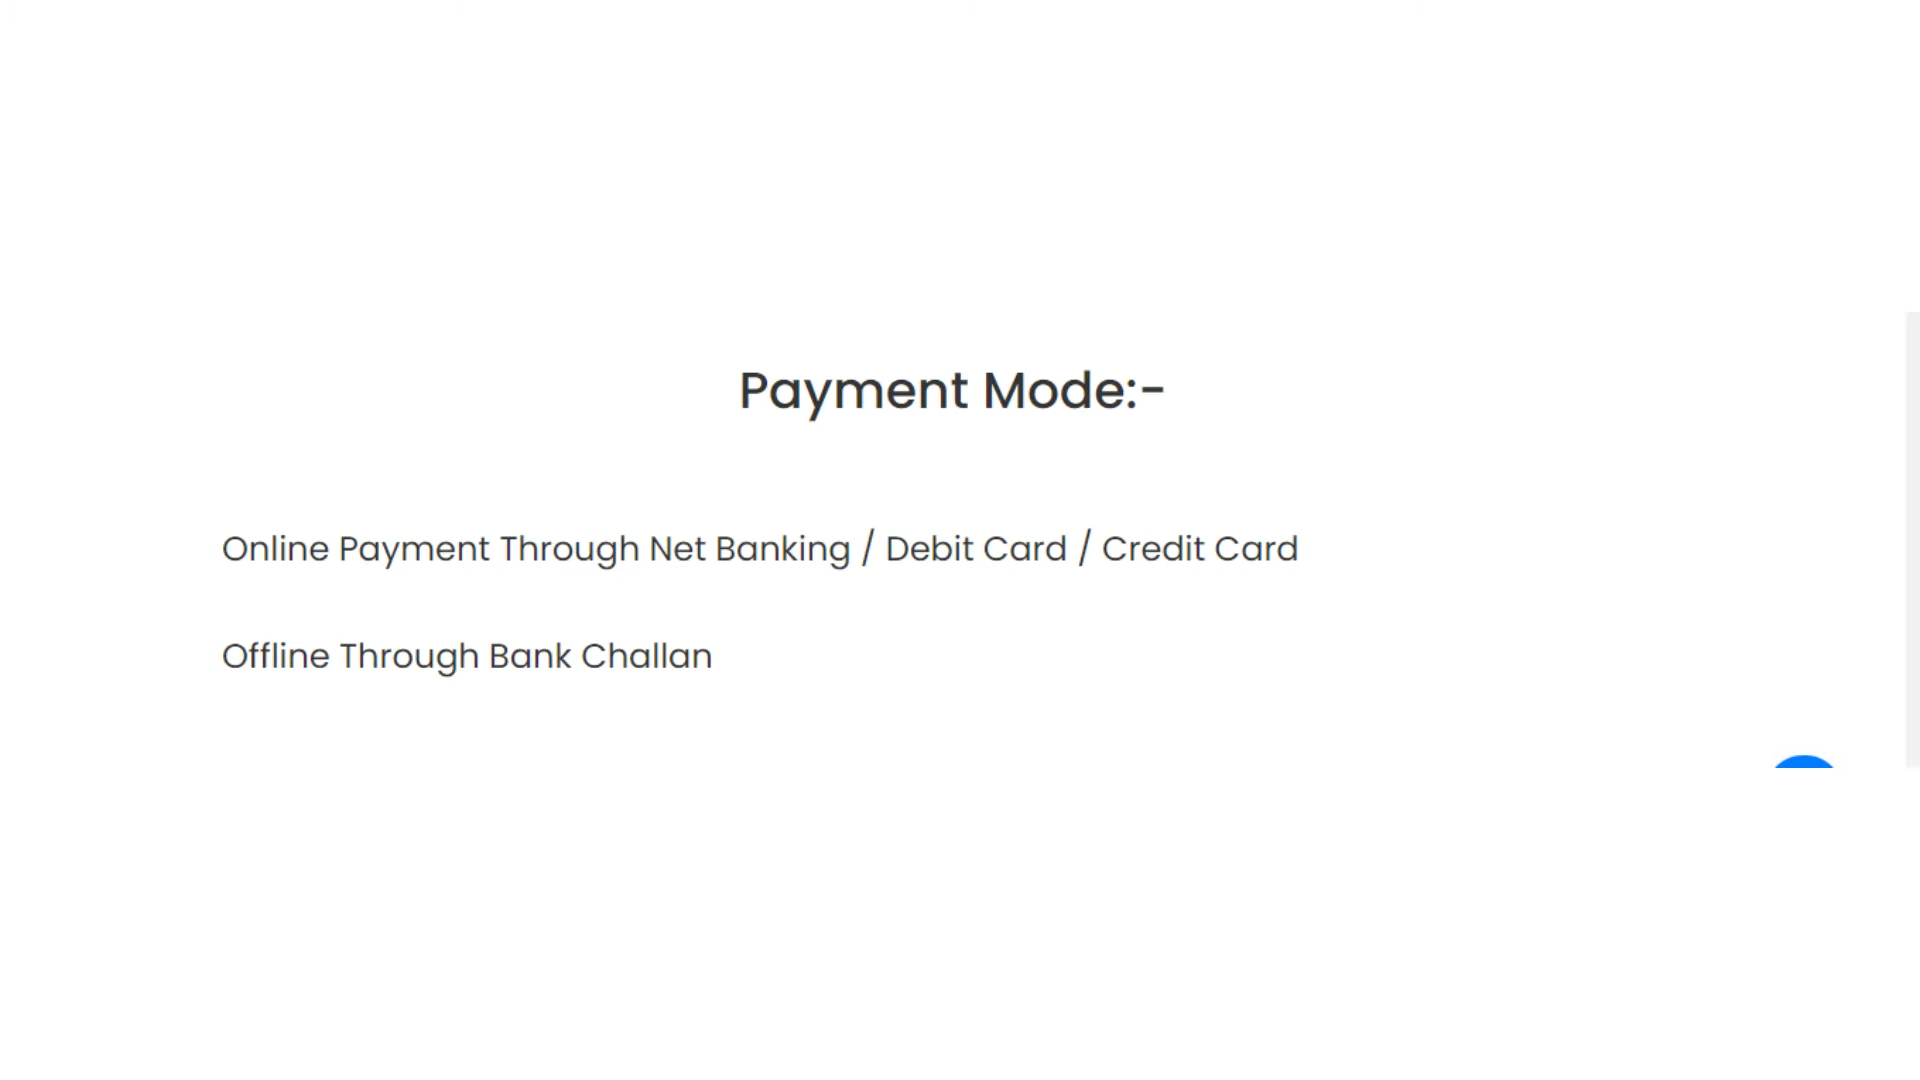 Payment Mode:-
Online Payment Through Net Banking / Debit Card / Credit Card
Offline Through Bank Challan